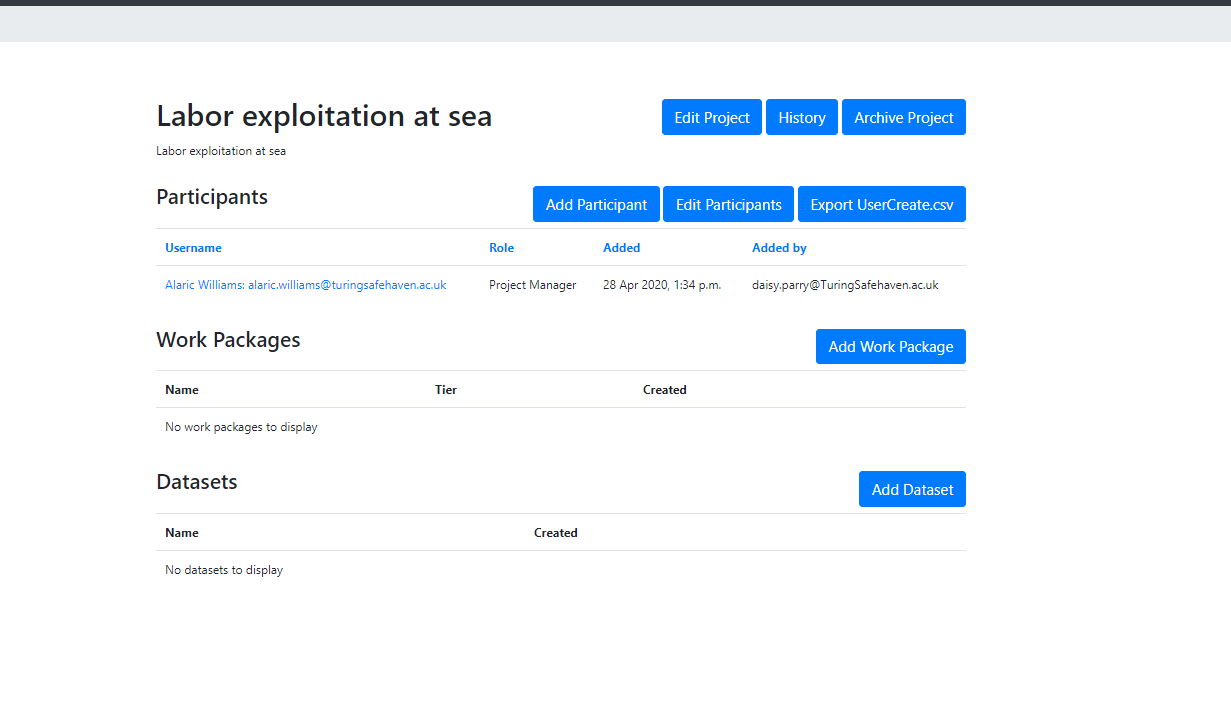 Labor exploitation at sea
Edit Project History Archive Project
Labor exploitation at sea
Participants
Add Participant Edit Participants Export UserCreate.csv
Username Role Added Added by
Alaric Williams: alaric.williams@turingsafehaven.ac.uk Project Manager 28 Apr 2020, 1:34 p.m. daisy.parry@TuringSafehaven.ac.uk
Work Packages
Add Work Package
Name Tier Created
No work packages to display
Datasets
Add Dataset
Name Created
No datasets to display